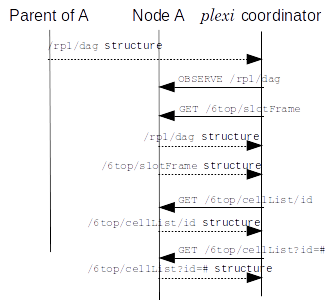 Parent of A Node A plexi coordinator
/rpl/dag structure
OBSERVE /rpl/dag
GET /6top/slotFrame
/rpl/dag structure
/6top/slotFrame structure
GET /6top/cellList/id
/6top/cellList/id structure
GET /6top/cellList?id=#
/6top/cellList?id=# structure